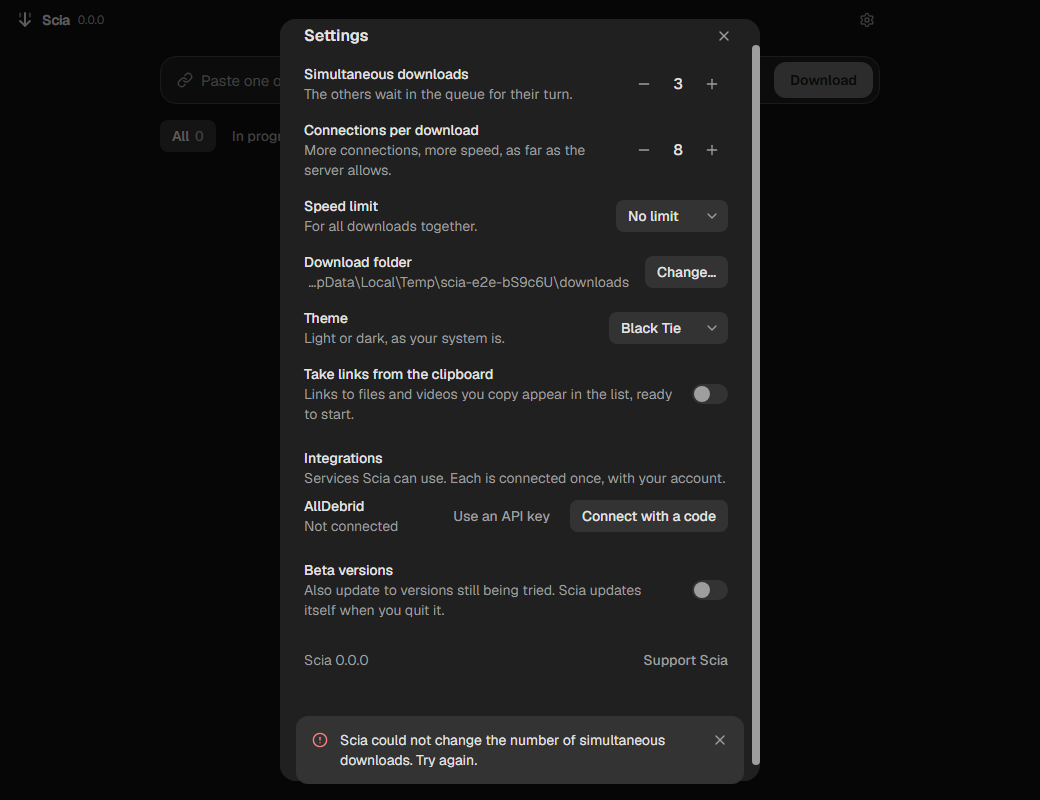 Scia 0.0.0
Settings
Paste one o
Download
All 0
In progr
Simultaneous downloads
The others wait in the queue for their turn.
3
Connections per download
More connections, more speed, as far as the
server allows.
8
Speed limit
For all downloads together.
No limit
Download folder
…pData\Local\Temp\scia-e2e-bS9c6U\downloads
Change…
Theme
Light or dark, as your system is.
Black Tie
Take links from the clipboard
Links to files and videos you copy appear in the list, ready
to start.
Integrations
Services Scia can use. Each is connected once, with your account.
AllDebrid
Not connected
Use an API key
Connect with a code
Beta versions
Also update to versions still being tried. Scia updates
itself when you quit it.
Scia 0.0.0
Support Scia
Scia could not change the number of simultaneous
downloads. Try again.